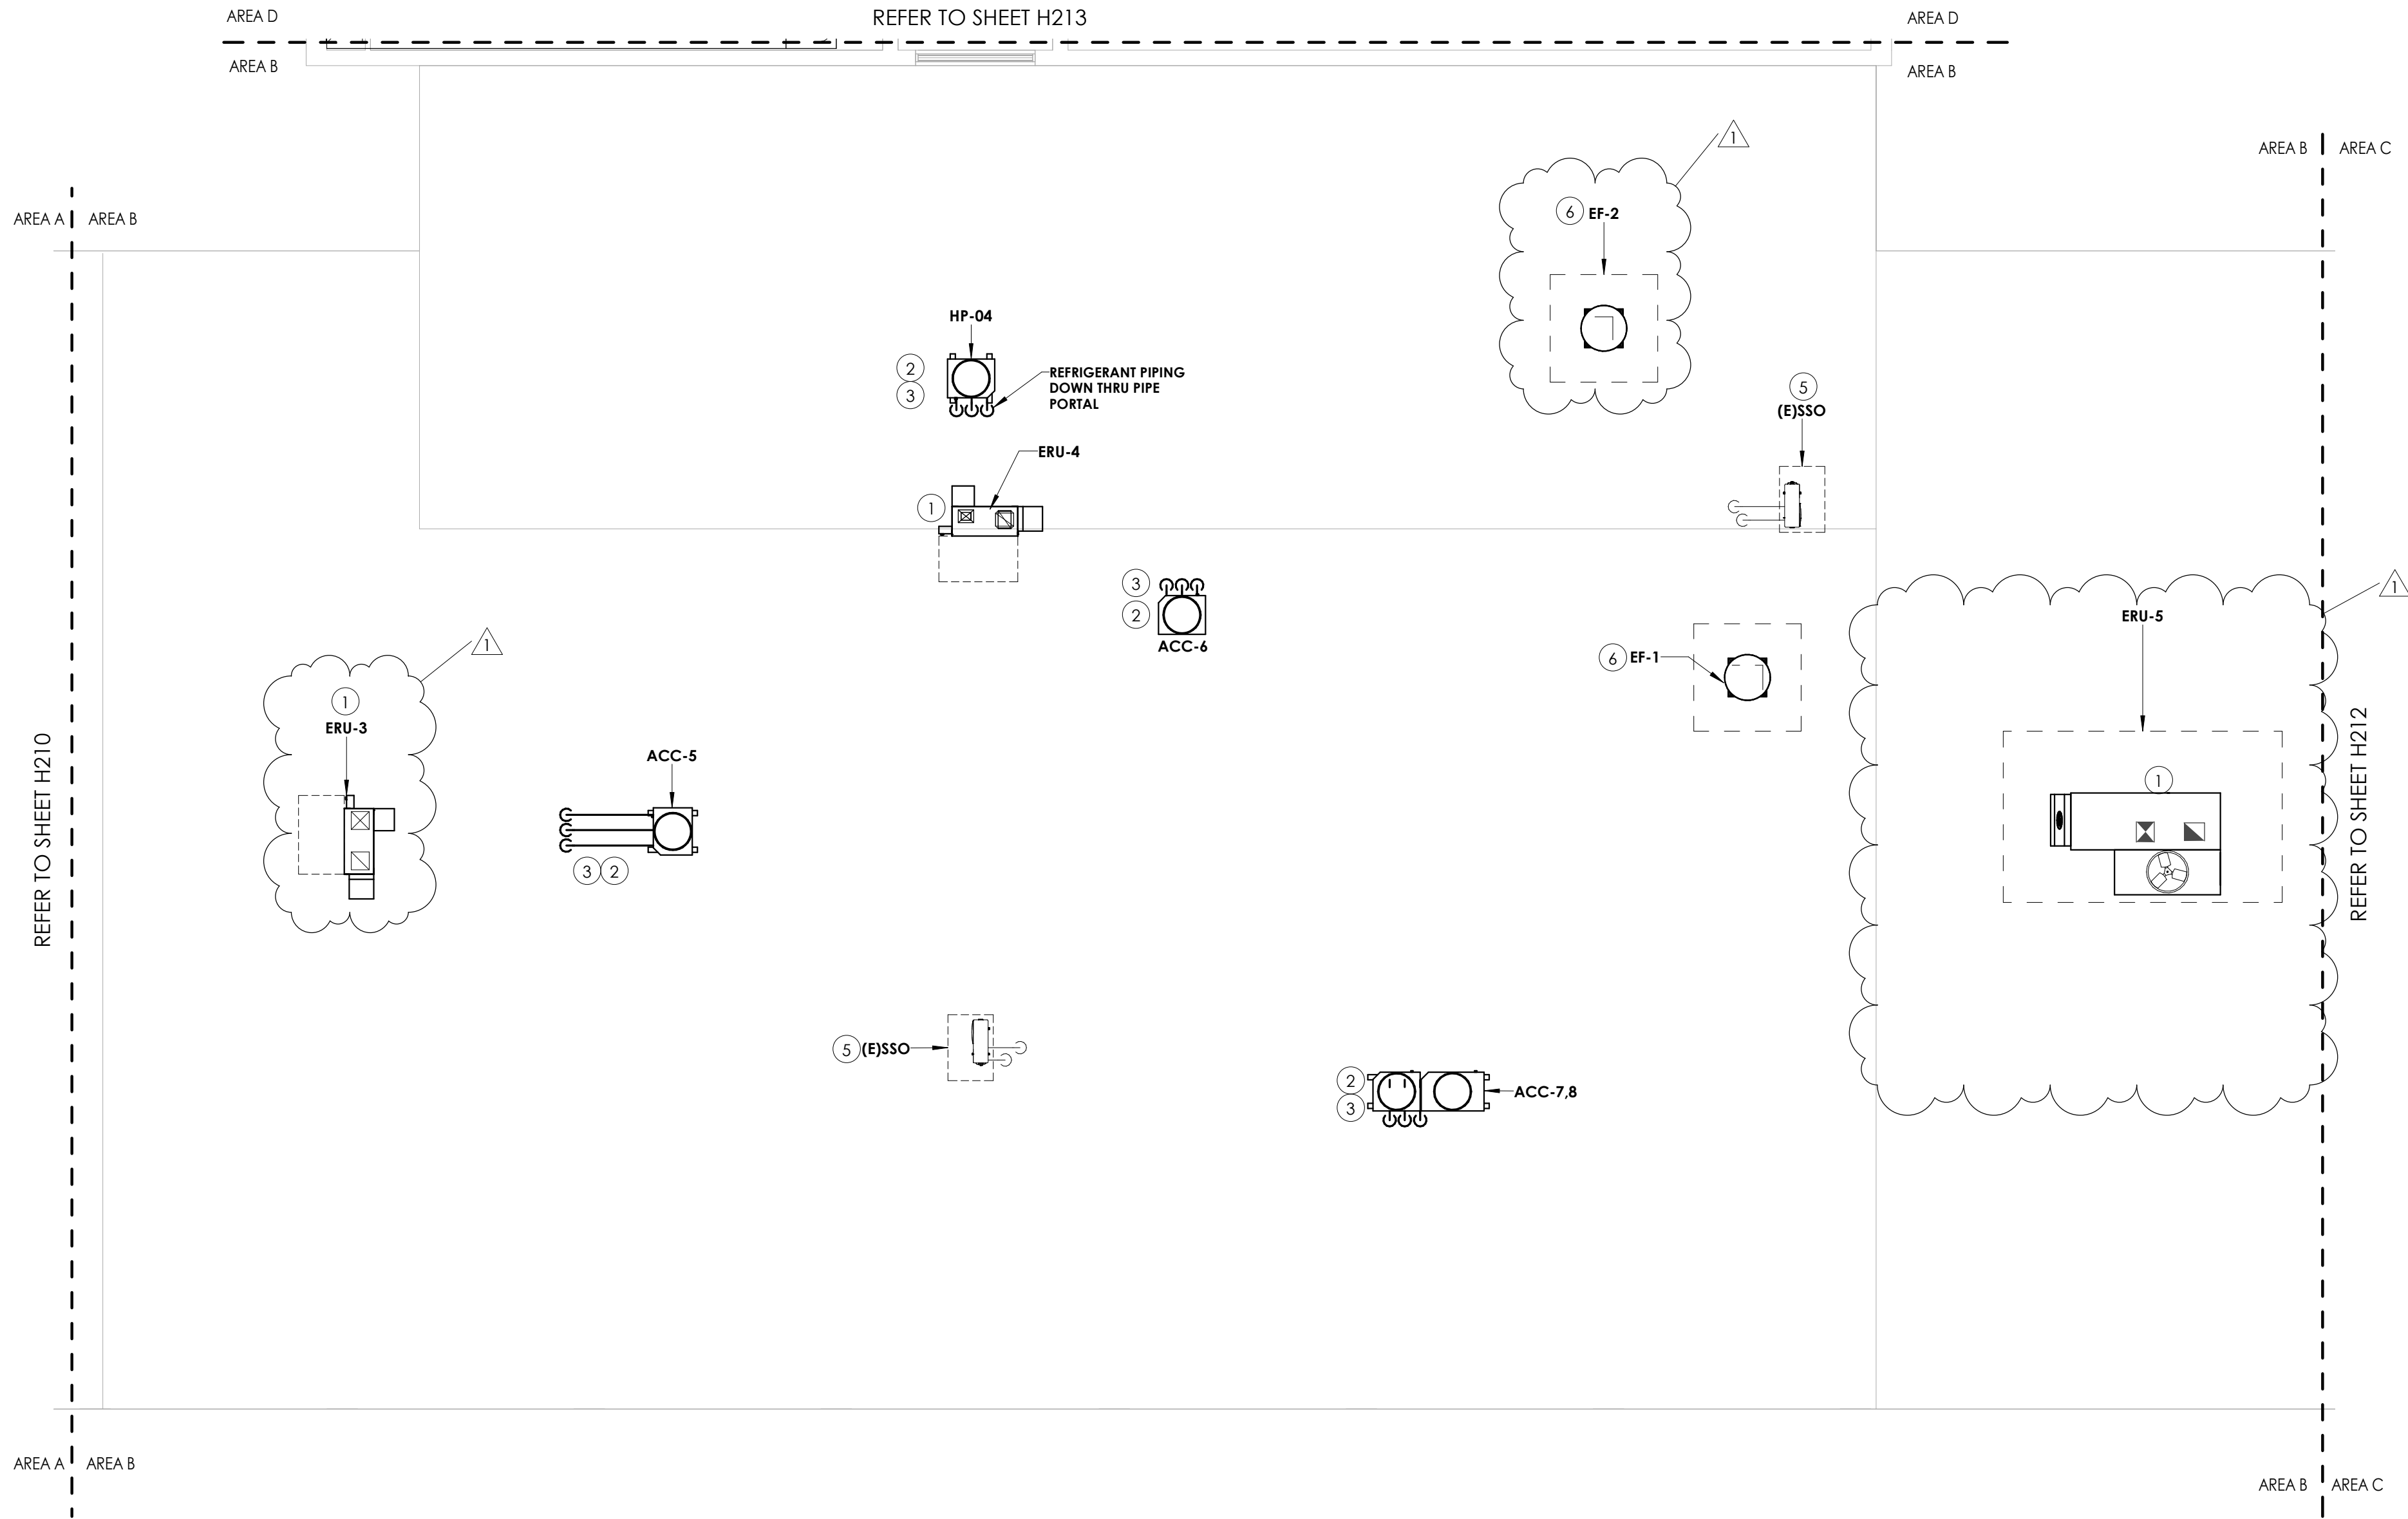 AREA D
REFER TO SHEET H213
AREA D
AREA B
AREA B
1
AREA B
AREA C
AREA A
AREA B
6 EF-2
HP-04
2
3
REFRIGERANT PIPING
DOWN THRU PIPE
PORTAL
5
(E)SSO
ERU-4
1
3
2
ACC-6
1
ERU-5
1
6 EF-1
1
ERU-3
ACC-5
3 2
1
REFER TO SHEET H210
REFER TO SHEET H212
5 (E)SSO
2
3
ACC-7,8
AREA A
AREA B
AREA B
AREA C